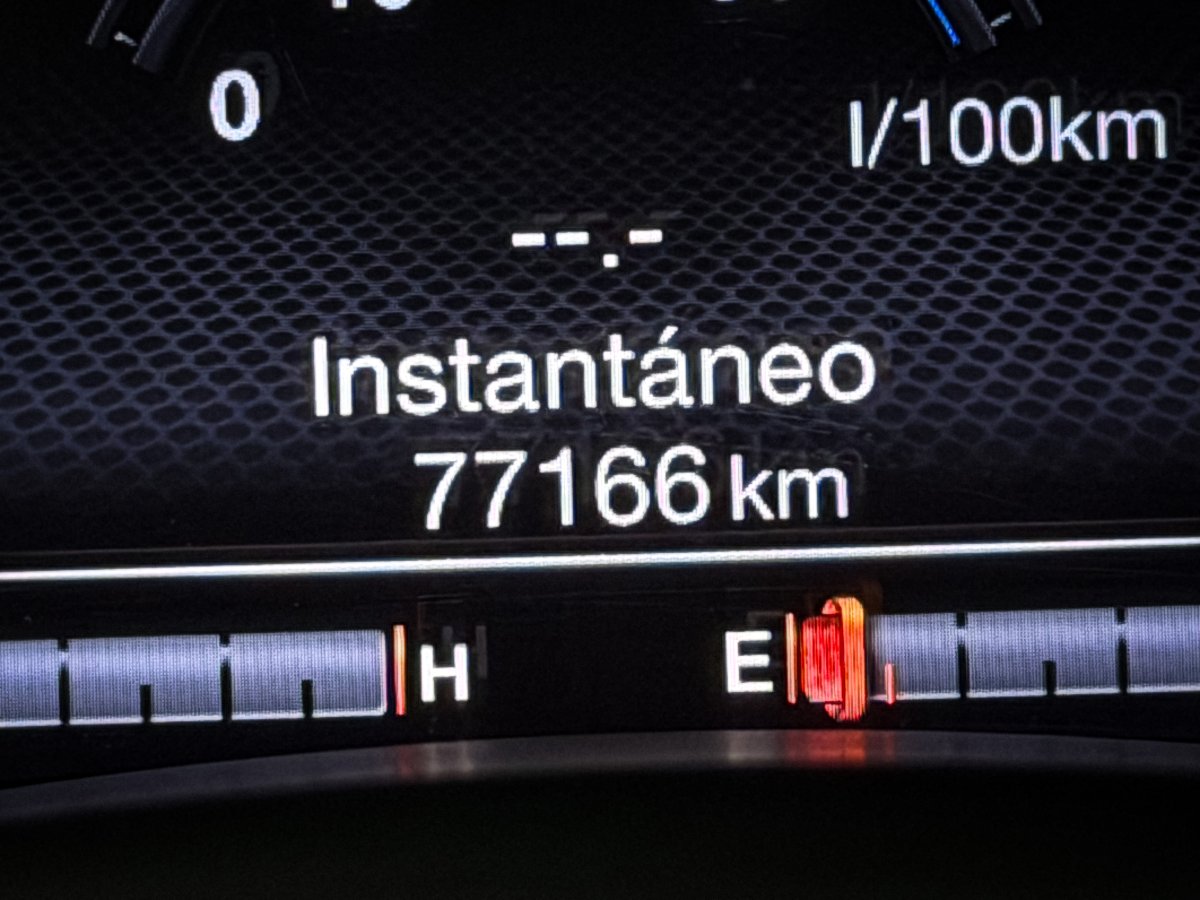 0
l/100km
--.-
Instantáneo
77166 km
H E